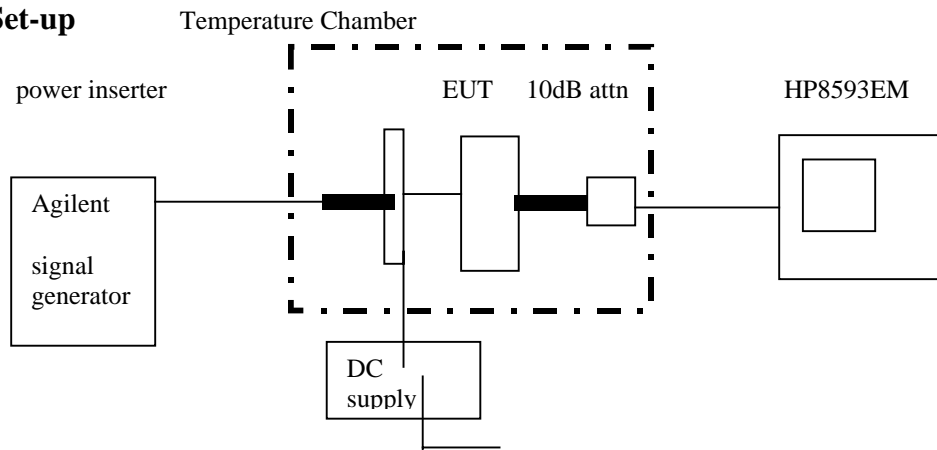 Set-up
Temperature Chamber
power inserter
EUT
10dB attn
HP8593EM
Agilent
signal
generator
DC
supply